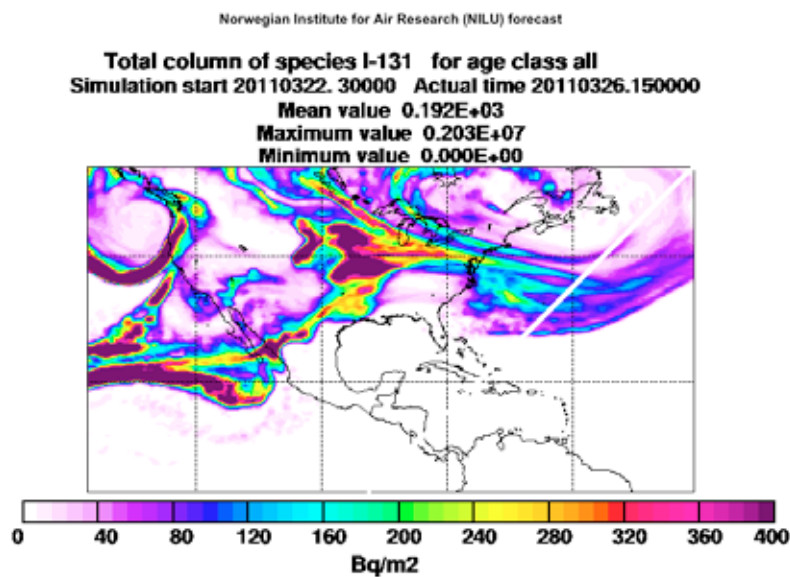 Norwegian Institute for Air Research (NILU) forecast
Total column of species I-131 for age class all
Simulation start 20110322. 30000 Actual time 20110326.150000
Mean value 0.192E+03
Maximum value 0.203E+07
Minimum value 0.000E+00
0 40 80 120 160 200 240 280 320 360 400
Bq/m2